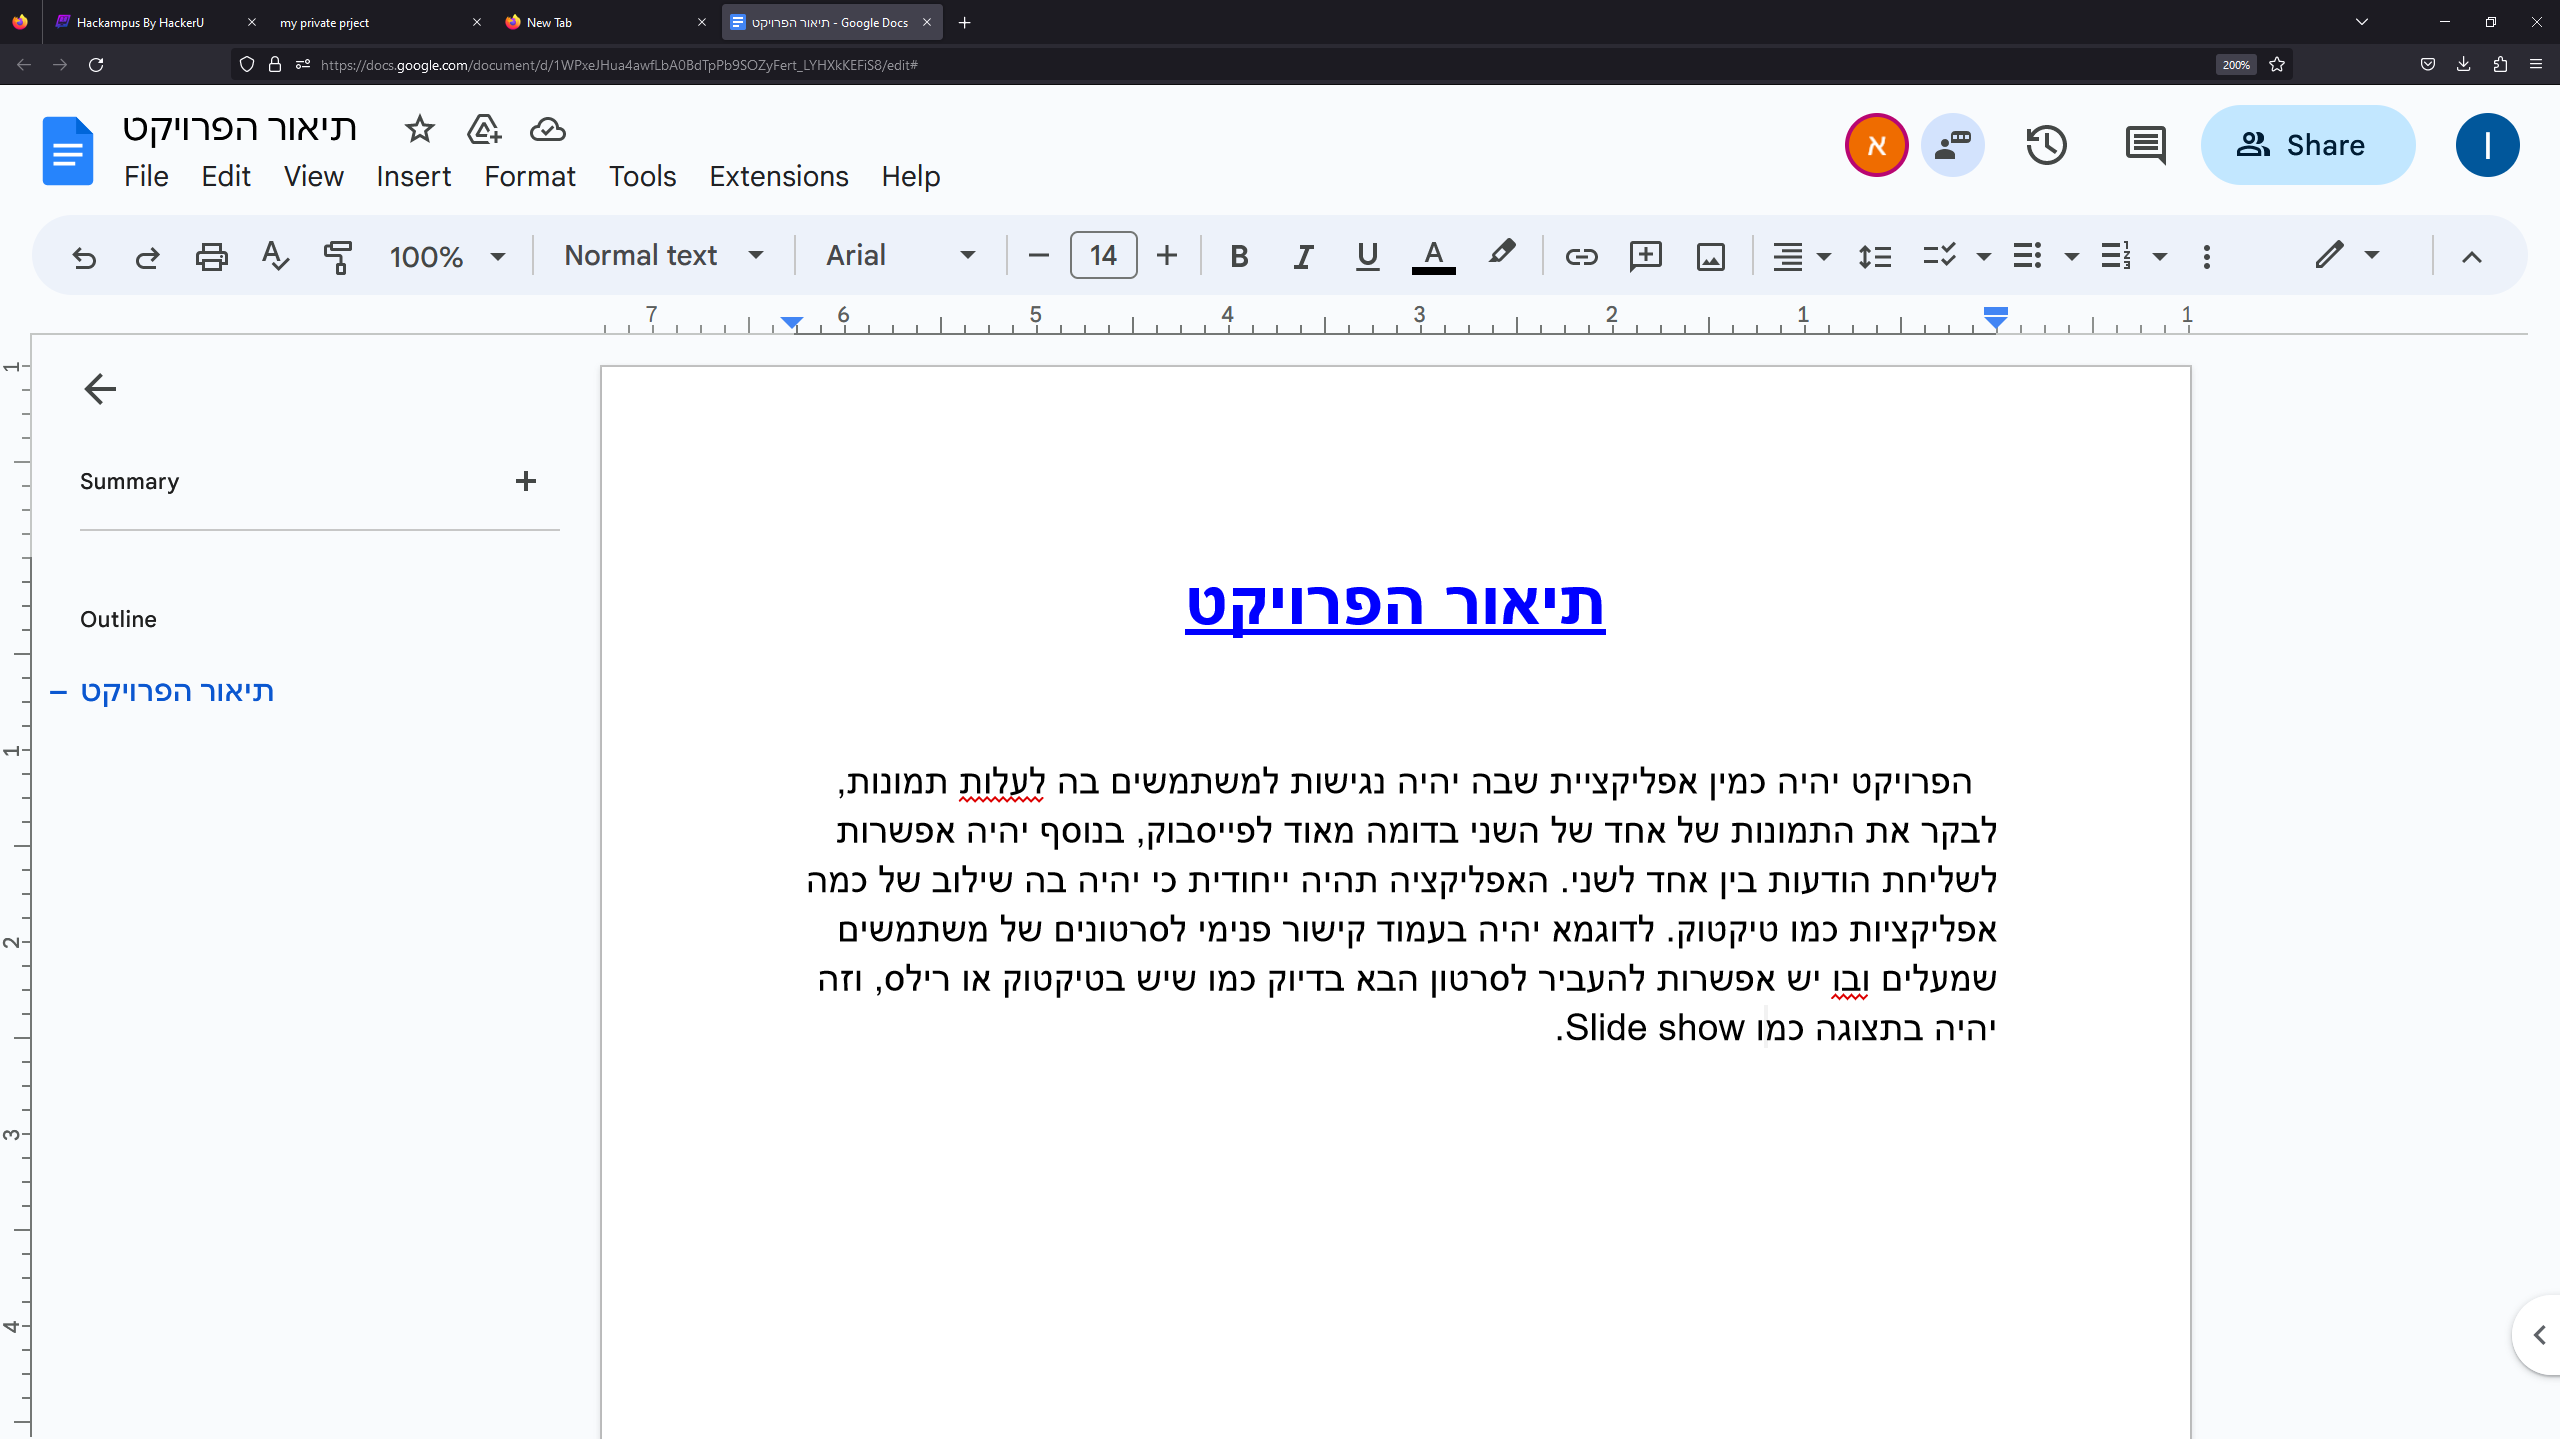 Hackampus By HackerU
my private prject
New Tab
תיאור הפרויקט - Google Docs
https://docs.google.com/document/d/1WPxeJHua4awfLbA0BdTpPb9SOZyFert_LYHXkKEFiS8/edit#
200%
תיאור הפרויקט
א
Share
I
File Edit View Insert Format Tools Extensions Help
100% Normal text Arial 14
7 6 5 4 3 2 1 1
1
Summary
Outline
תיאור הפרויקט
1
2
3
4
תיאור הפרויקט
הפרויקט יהיה כמין אפליקציית שבה יהיה נגישות למשתמשים בה לעלות תמונות,
לבקר את התמונות של אחד של השני בדומה מאוד לפייסבוק, בנוסף יהיה אפשרות
לשליחת הודעות בין אחד לשני. האפליקציה תהיה ייחודית כי יהיה בה שילוב של כמה
אפליקציות כמו טיקטוק. לדוגמא יהיה בעמוד קישור פנימי לסרטונים של משתמשים
שמעלים ובו יש אפשרות להעביר לסרטון הבא בדיוק כמו שיש בטיקטוק או רילס, וזה
יהיה בתצוגה כמו Slide show.